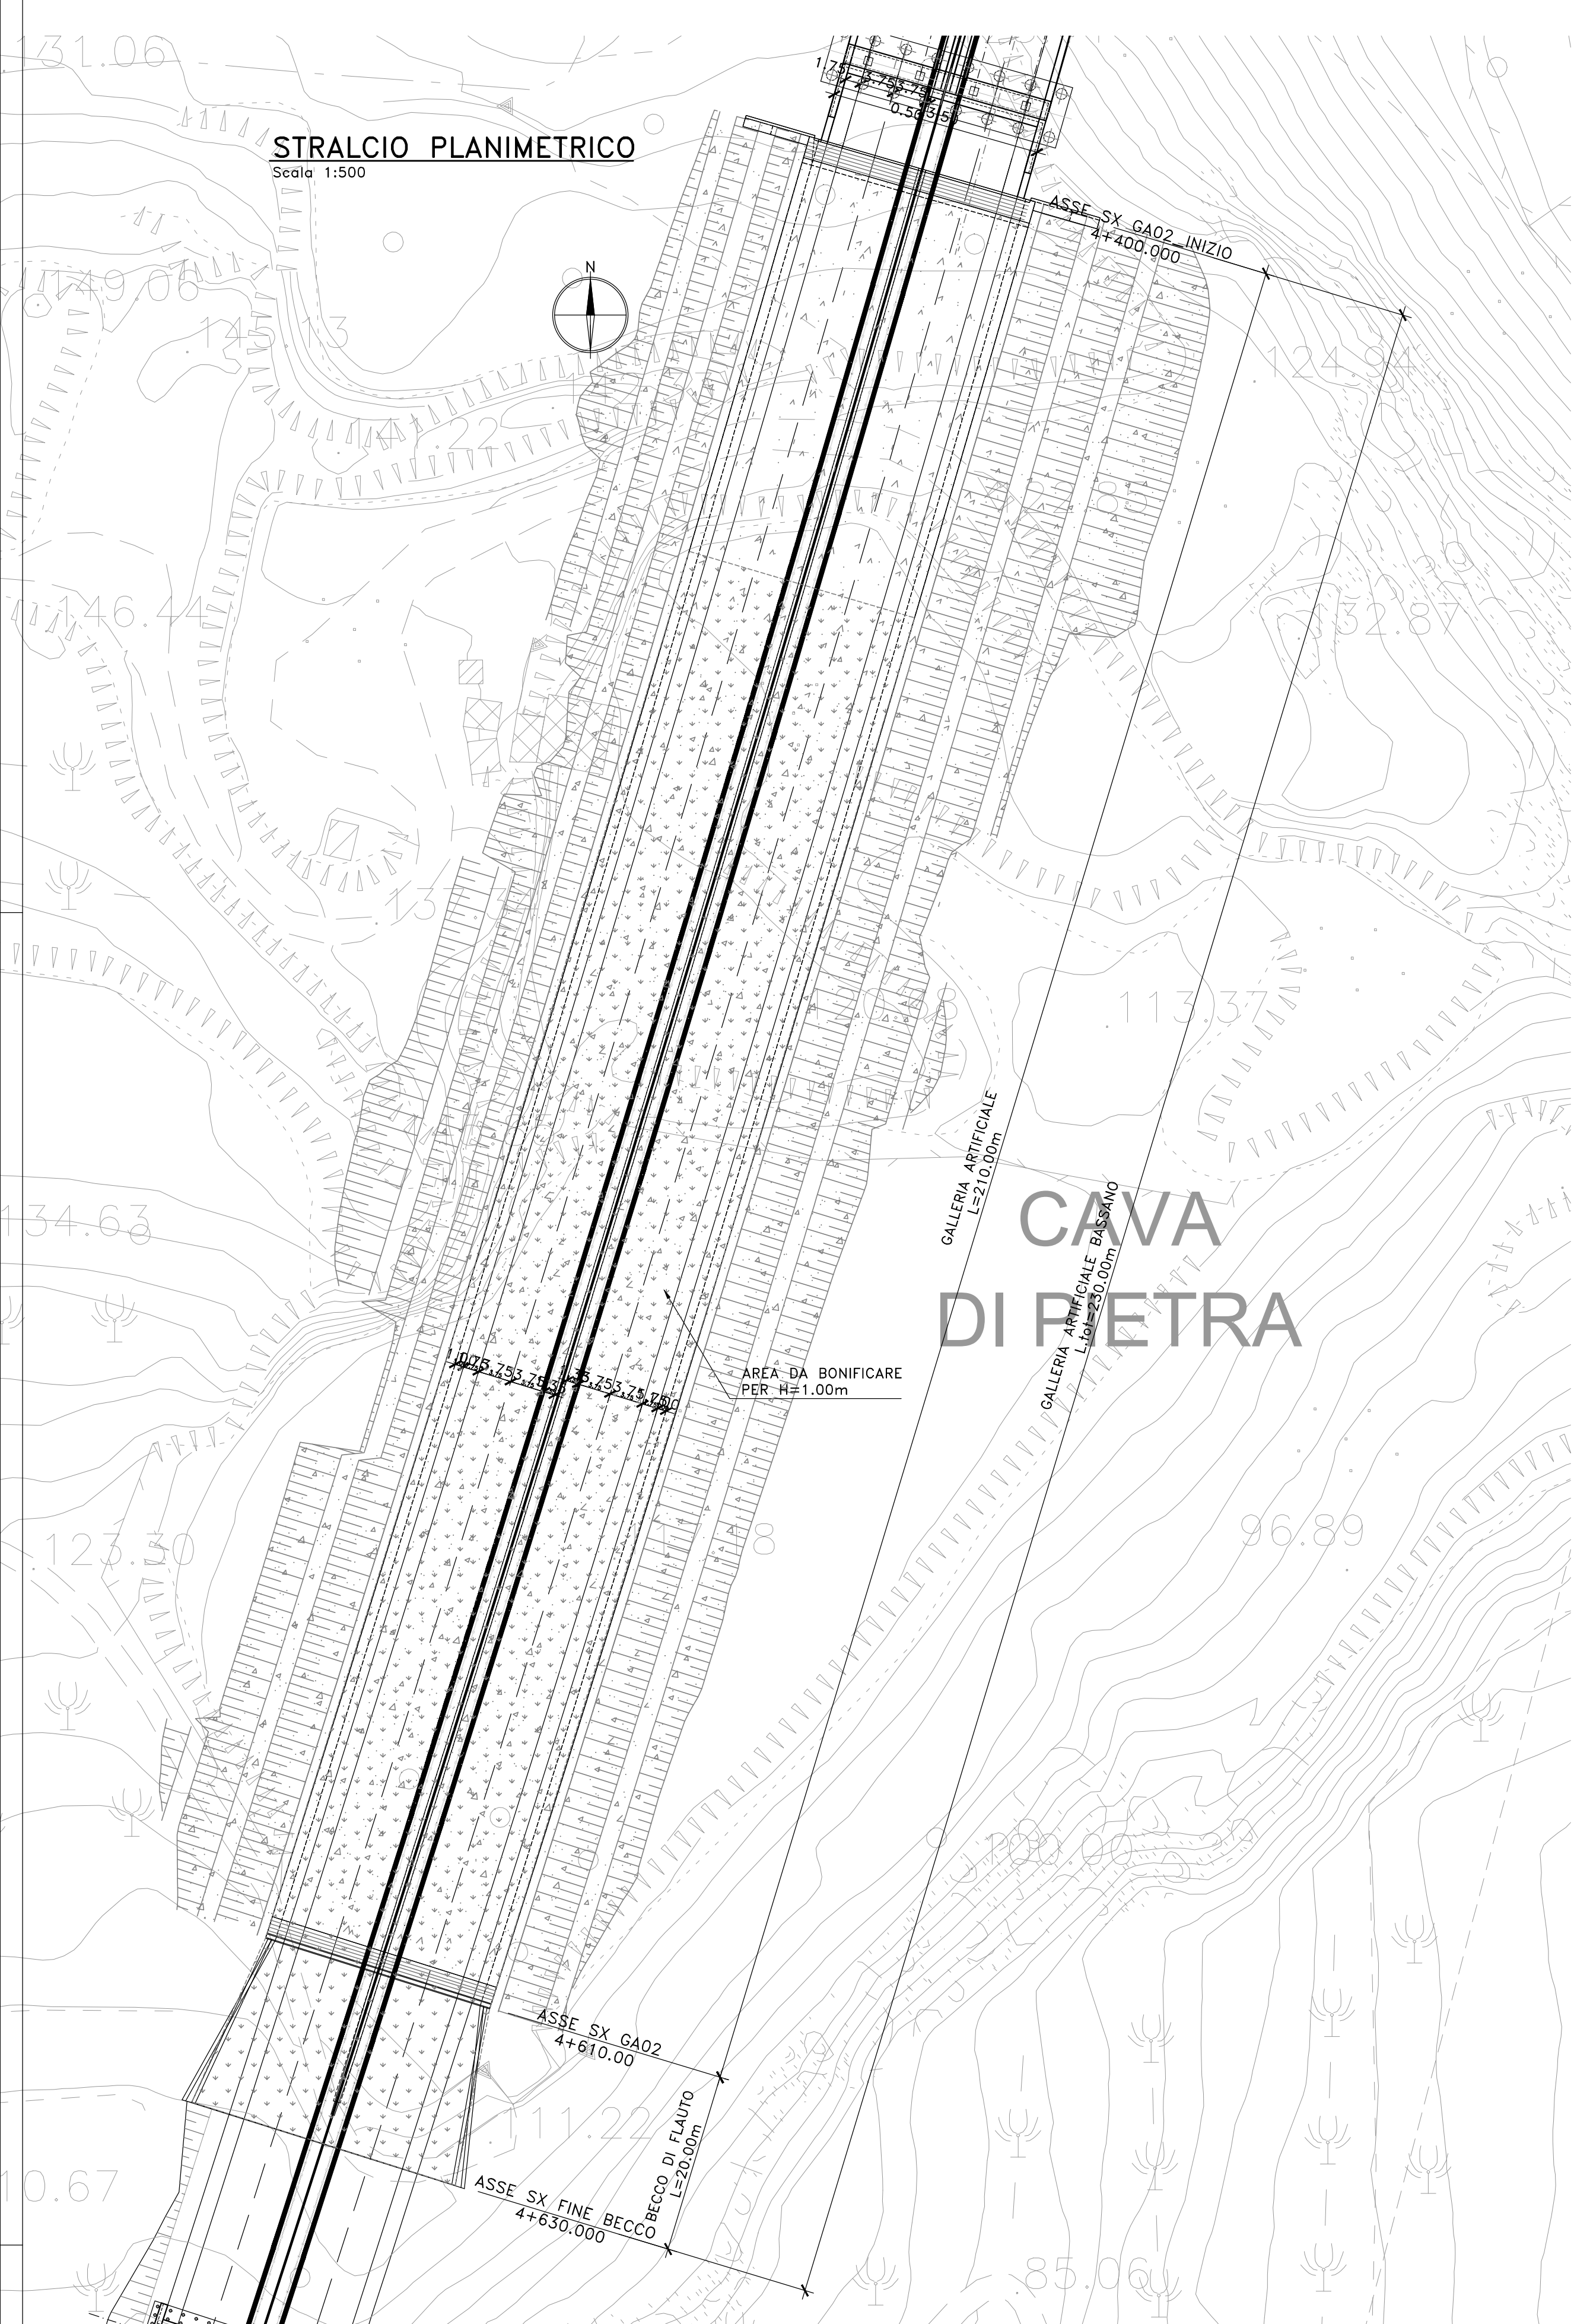 131.06
STRALCIO PLANIMETRICO
Scala 1:500
N
ASSE SX GA02_INIZIO
4+400.000
149.06
145.13
124.94
141.22
146.44
132.87
113.37
GALLERIA ARTIFICIALE
L=210.00m
CAVA
DI PIETRA
GALLERIA ARTIFICIALE BASSANO
L.tot=230.00m
134.63
AREA DA BONIFICARE
PER H=1.00m
123.30
96.89
100.00
ASSE SX GA02
4+610.00
BECCO DI FLAUTO
L=20.00m
111.22
ASSE SX FINE BECCO
4+630.000
10.67
85.06